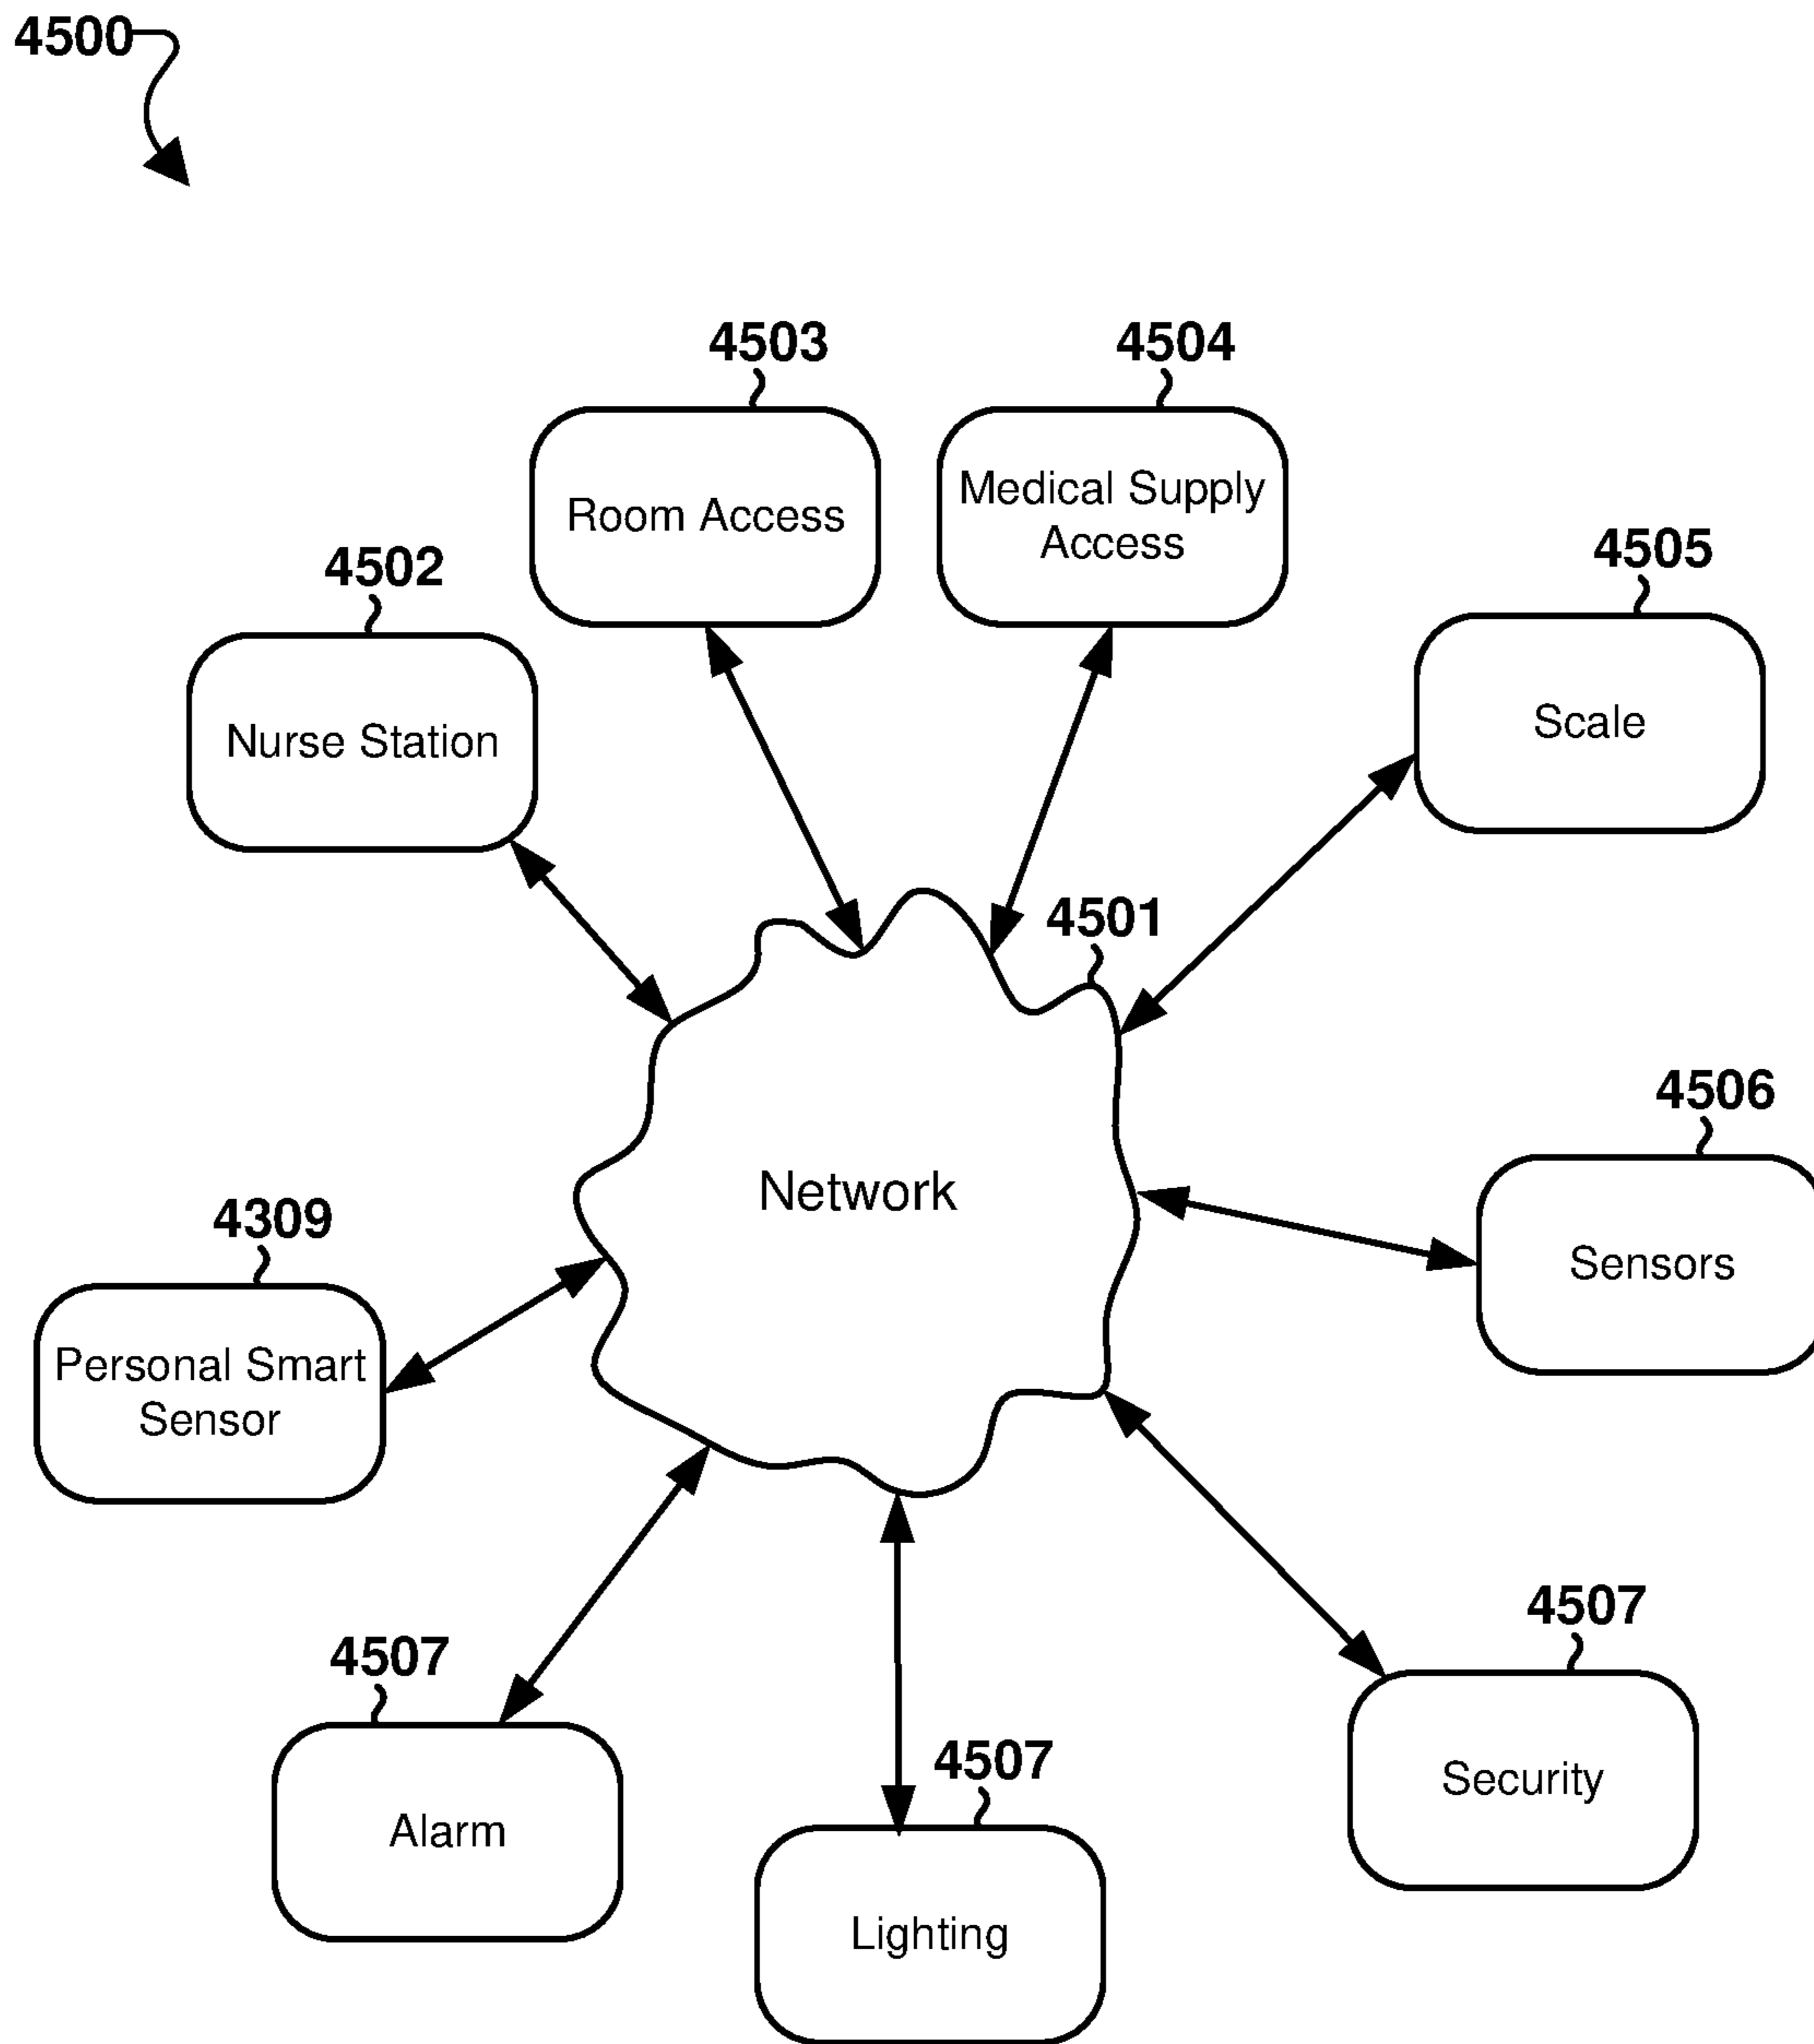 4500
4503
Room Access
4504
Medical Supply
Access
4502
Nurse Station
4505
Scale
4501
Network
4506
Sensors
4309
Personal Smart
Sensor
4507
Alarm
4507
Lighting
4507
Security